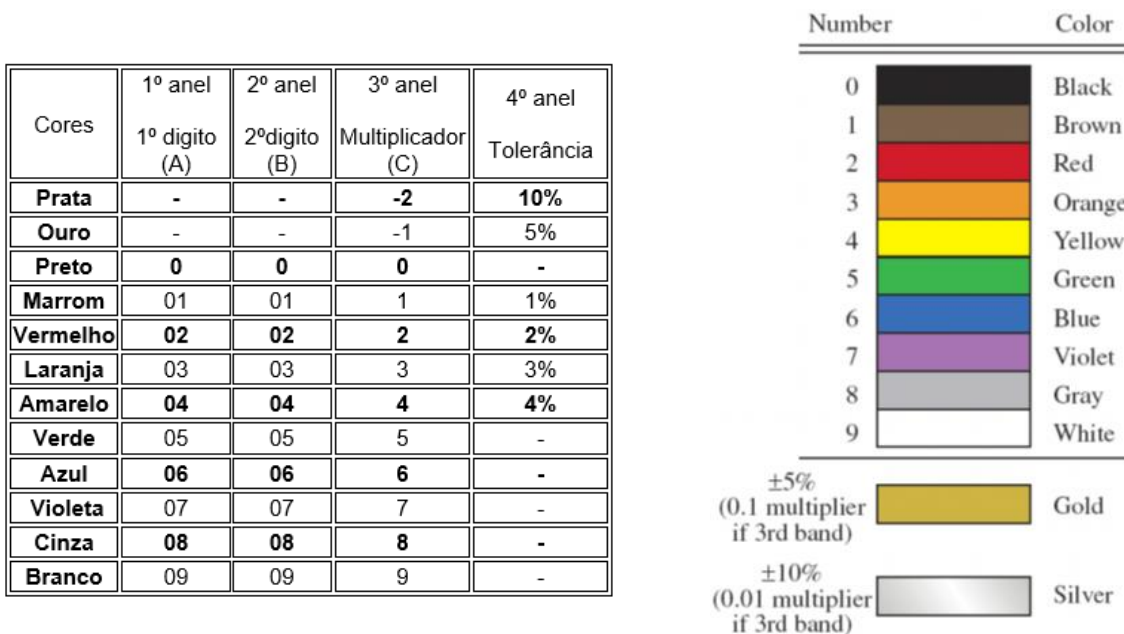 Cores
1º anel
1º digito
(A)
2º anel
2ºdigito
(B)
3º anel
Multiplicador
(C)
4º anel
Tolerância
Prata - - -2 10%
Ouro - - -1 5%
Preto 0 0 0 -
Marrom 01 01 1 1%
Vermelho 02 02 2 2%
Laranja 03 03 3 3%
Amarelo 04 04 4 4%
Verde 05 05 5 -
Azul 06 06 6 -
Violeta 07 07 7 -
Cinza 08 08 8 -
Branco 09 09 9 -
Number Color
0 Black
1 Brown
2 Red
3 Orange
4 Yellow
5 Green
6 Blue
7 Violet
8 Gray
9 White
±5%
(0.1 multiplier
if 3rd band)
Gold
±10%
(0.01 multiplier
if 3rd band)
Silver